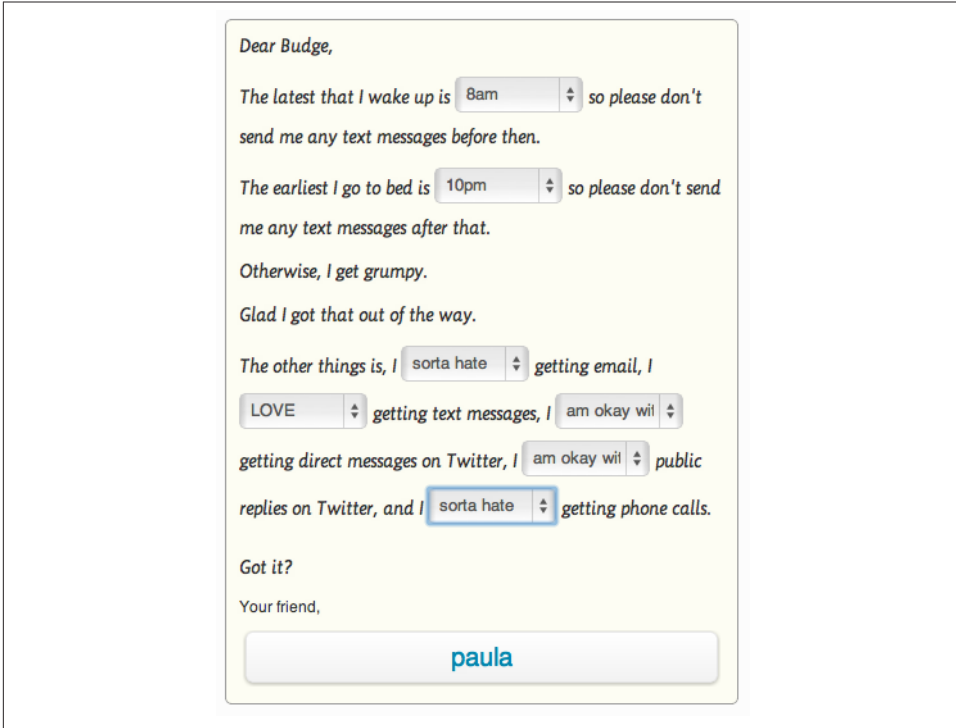 Dear Budge,
The latest that I wake up is 8am so please don't
send me any text messages before then.
The earliest I go to bed is 10pm so please don't send
me any text messages after that.
Otherwise, I get grumpy.
Glad I got that out of the way.
The other things is, I sorta hate getting email, I
LOVE getting text messages, I am okay wit
getting direct messages on Twitter, I am okay wit public
replies on Twitter, and I sorta hate getting phone calls.
Got it?
Your friend,
paula